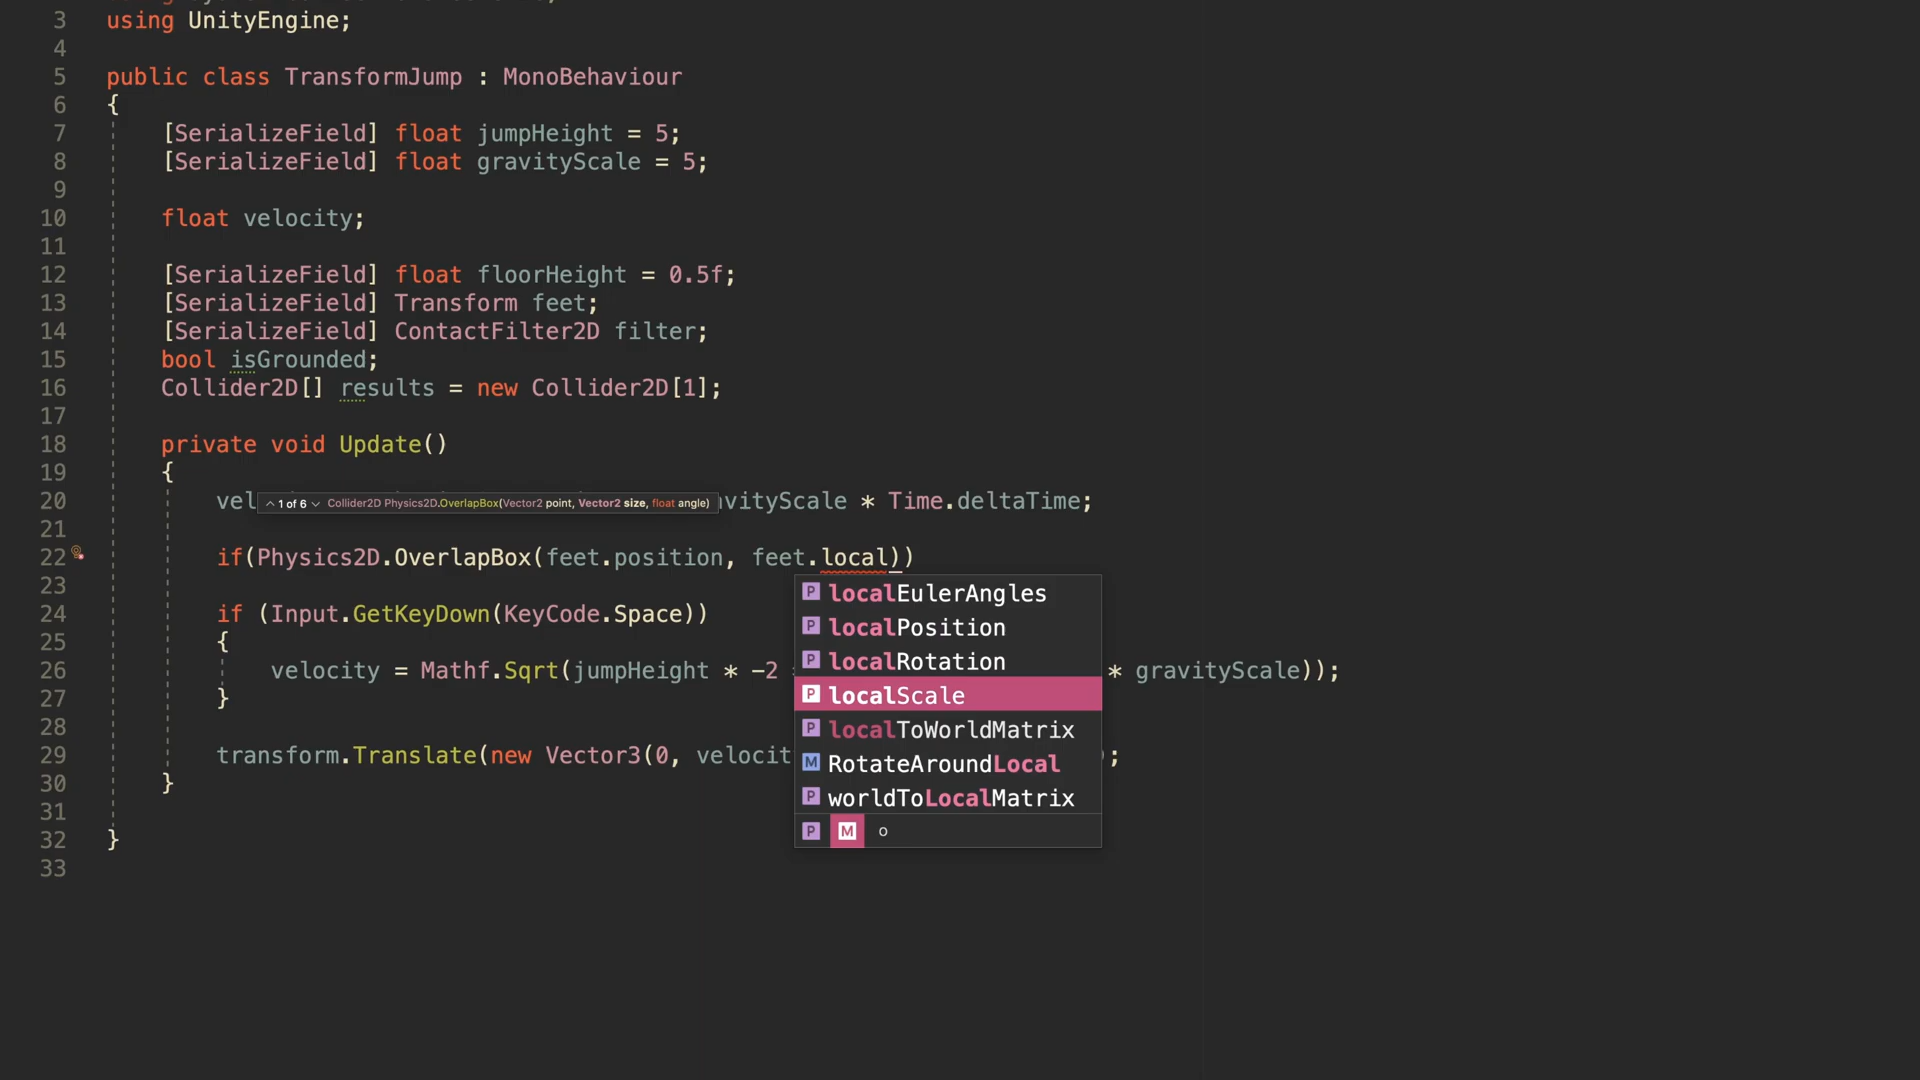 3 using UnityEngine;
4
5 public class TransformJump : MonoBehaviour
6 {
7 [SerializeField] float jumpHeight = 5;
8 [SerializeField] float gravityScale = 5;
9
10 float velocity;
11
12 [SerializeField] float floorHeight = 0.5f;
13 [SerializeField] Transform feet;
14 [SerializeField] ContactFilter2D filter;
15 bool isGrounded;
16 Collider2D[] results = new Collider2D[1];
17
18 private void Update()
19 {
20 vel avityScale * Time.deltaTime;
1 of 6 Collider2D Physics2D.OverlapBox(Vector2 point, Vector2 size, float angle)
21
22 if(Physics2D.OverlapBox(feet.position, feet.local))
23
localEulerAngles
24 if (Input.GetKeyDown(KeyCode.Space))
localPosition
25 {
localRotation
26 velocity = Mathf.Sqrt(jumpHeight * -2 * gravityScale));
27 }
localScale
28
localToWorldMatrix
29 transform.Translate(new Vector3(0, velocit ;
RotateAroundLocal
30 }
worldToLocalMatrix
31
P M o
32 }
33